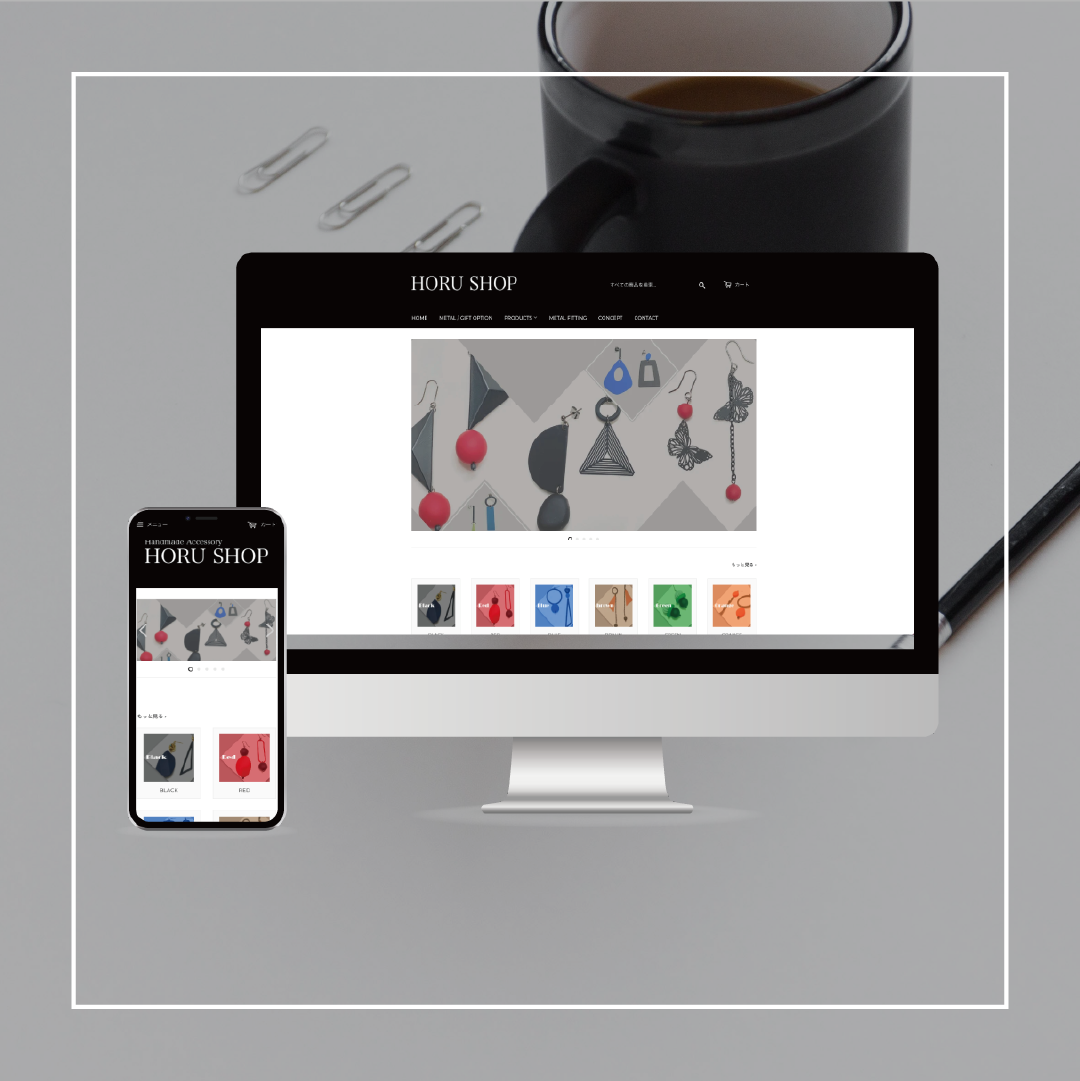 HORU SHOP
すべての商品を検索...
カート
HOME METAL / GIFT OPTION PRODUCTS METAL FITTING CONCEPT CONTACT
もっと見る ›
Black
Red
Blue
Brown
Green
Orange
メニュー
カート
Handmade Accessory
HORU SHOP
もっと見る ›
Black
Red
BLACK
RED